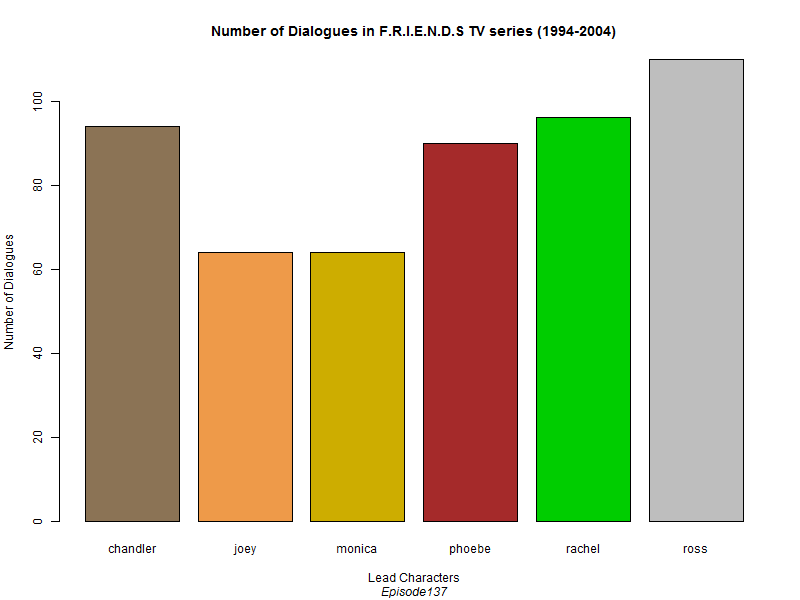 Number of Dialogues in F.R.I.E.N.D.S TV series (1994-2004)
Number of Dialogues
100
80
60
40
20
0
chandler joey monica phoebe rachel ross
Lead Characters
Episode137